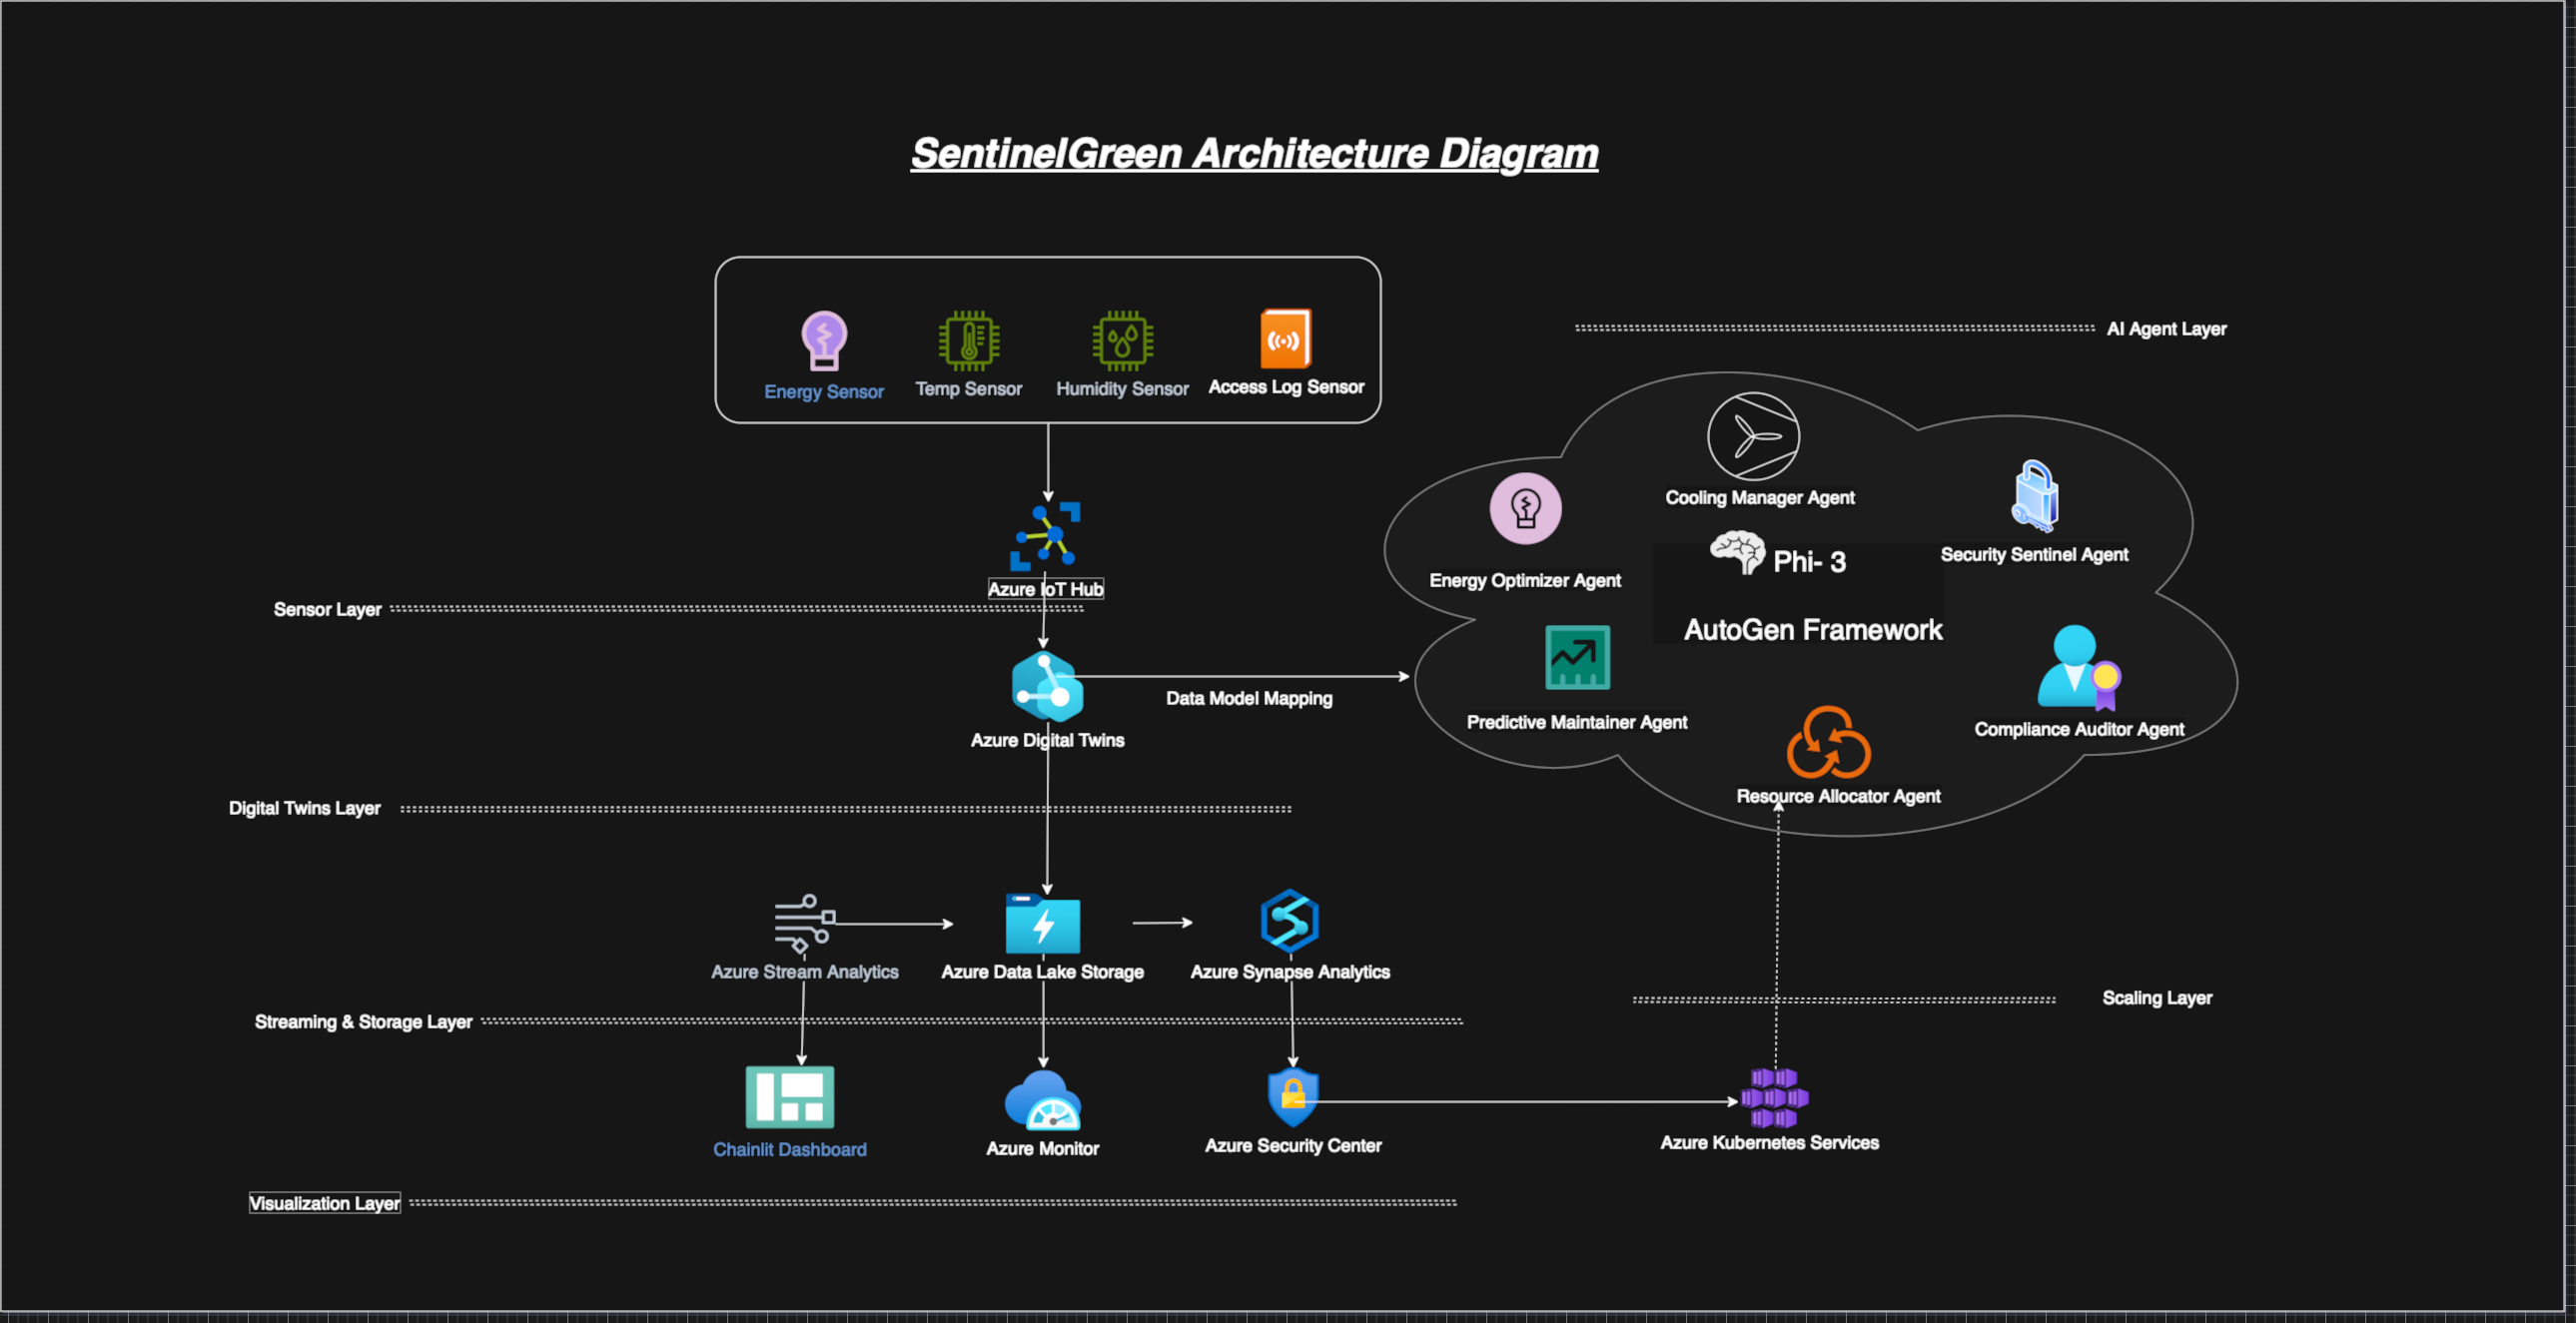 SentinelGreen Architecture Diagram
Energy Sensor
Temp Sensor
Humidity Sensor
Access Log Sensor
AI Agent Layer
Cooling Manager Agent
Security Sentinel Agent
Energy Optimizer Agent
Phi- 3
AutoGen Framework
Azure IoT Hub
Sensor Layer
Data Model Mapping
Azure Digital Twins
Predictive Maintainer Agent
Compliance Auditor Agent
Resource Allocator Agent
Digital Twins Layer
Azure Stream Analytics
Azure Data Lake Storage
Azure Synapse Analytics
Scaling Layer
Streaming & Storage Layer
Chainlit Dashboard
Azure Monitor
Azure Security Center
Azure Kubernetes Services
Visualization Layer